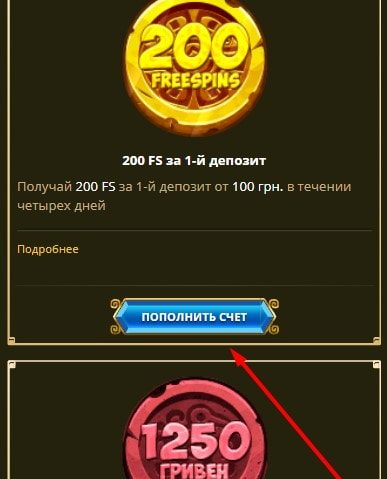 200
FREESPINS
200 FS за 1-й депозит
Получай 200 FS за 1-й депозит от 100 грн. в течении
четырех дней
Подробнее
ПОПОЛНИТЬ СЧЕТ
1250
ГРИВЕН